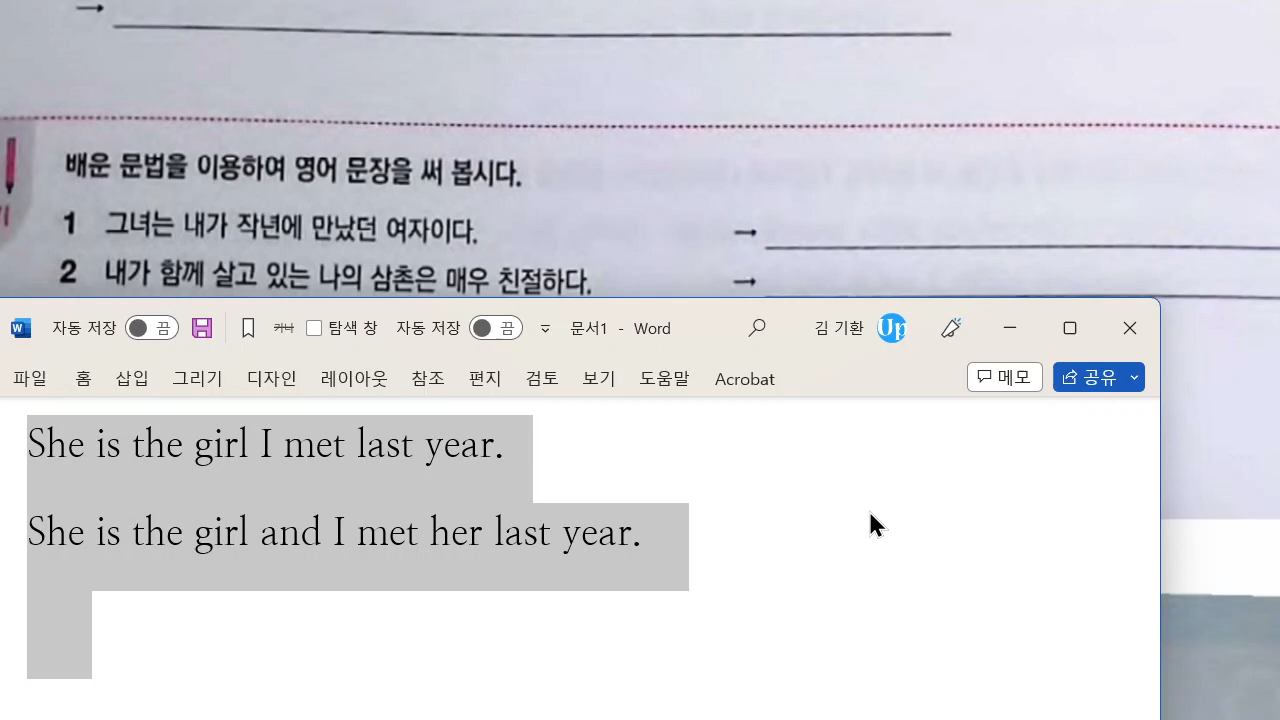 →
배운 문법을 이용하여 영어 문장을 써 봅시다.
1 그녀는 내가 작년에 만났던 여자이다. →
2 내가 함께 살고 있는 나의 삼촌은 매우 친절하다. →
자동 저장 끔 가나 탐색 창 자동 저장 끔 문서1 - Word 김 기환 Up
파일 홈 삽입 그리기 디자인 레이아웃 참조 편지 검토 보기 도움말 Acrobat 메모 공유
She is the girl I met last year.
She is the girl and I met her last year.